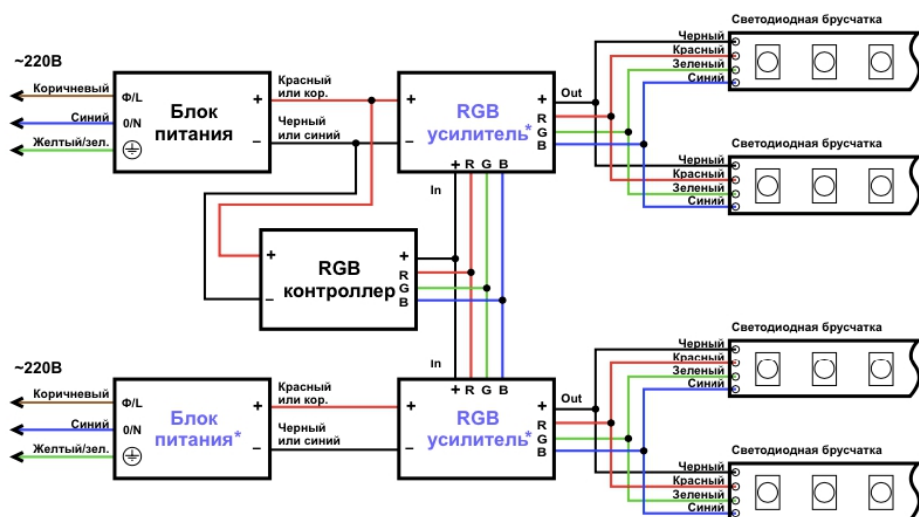 Светодиодная брусчатка
Черный
Красный
Зеленый
Синий
~220В
Коричневый
Синий
Желтый/зел.
Ф/L
0/N
Блок
питания
+
−
Красный
или кор.
Черный
или синий
+
−
RGB
усилитель*
+
R
G
B
Out
+ R G B
In
Светодиодная брусчатка
Черный
Красный
Зеленый
Синий
+
−
RGB
контроллер
+
R
G
B
Светодиодная брусчатка
Черный
Красный
Зеленый
Синий
~220В
Коричневый
Синий
Желтый/зел.
Ф/L
0/N
Блок
питания*
+
−
Красный
или кор.
Черный
или синий
In
+ R G B
+
−
RGB
усилитель*
+
R
G
B
Out
Светодиодная брусчатка
Черный
Красный
Зеленый
Синий